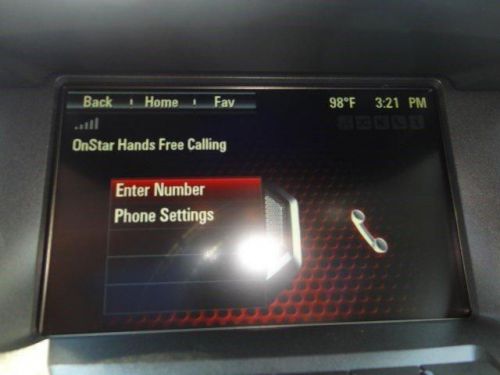 Back Home Fav 98°F 3:21 PM
OnStar Hands Free Calling
Enter Number
Phone Settings